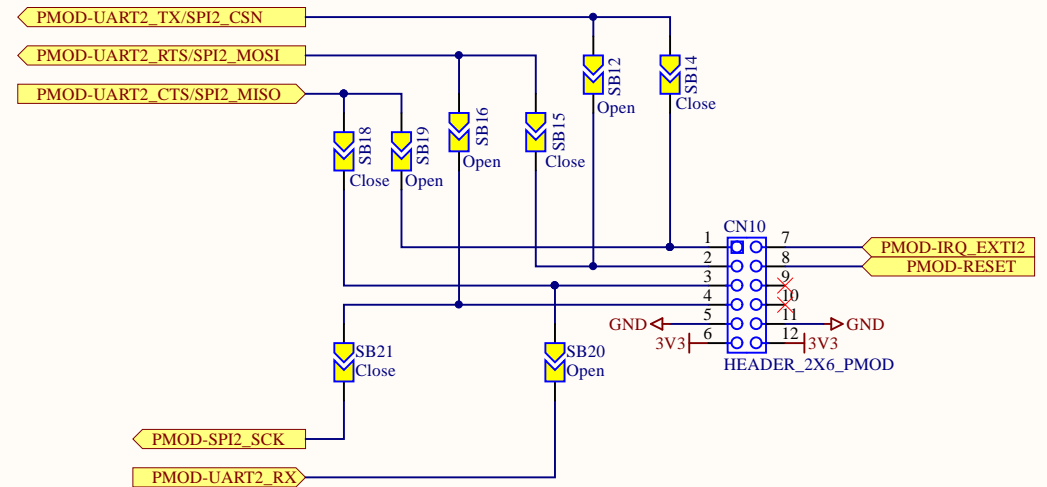 PMOD-UART2_TX/SPI2_CSN
PMOD-UART2_RTS/SPI2_MOSI
PMOD-UART2_CTS/SPI2_MISO
SB12
Open
SB14
Close
SB16
Open
SB15
Close
SB18
Close
SB19
Open
CN10
1 7
2 8
3 9
4 10
5 11
6 12
PMOD-IRQ_EXTI2
PMOD-RESET
GND
GND
3V3
3V3
HEADER_2X6_PMOD
SB21
Close
SB20
Open
PMOD-SPI2_SCK
PMOD-UART2_RX